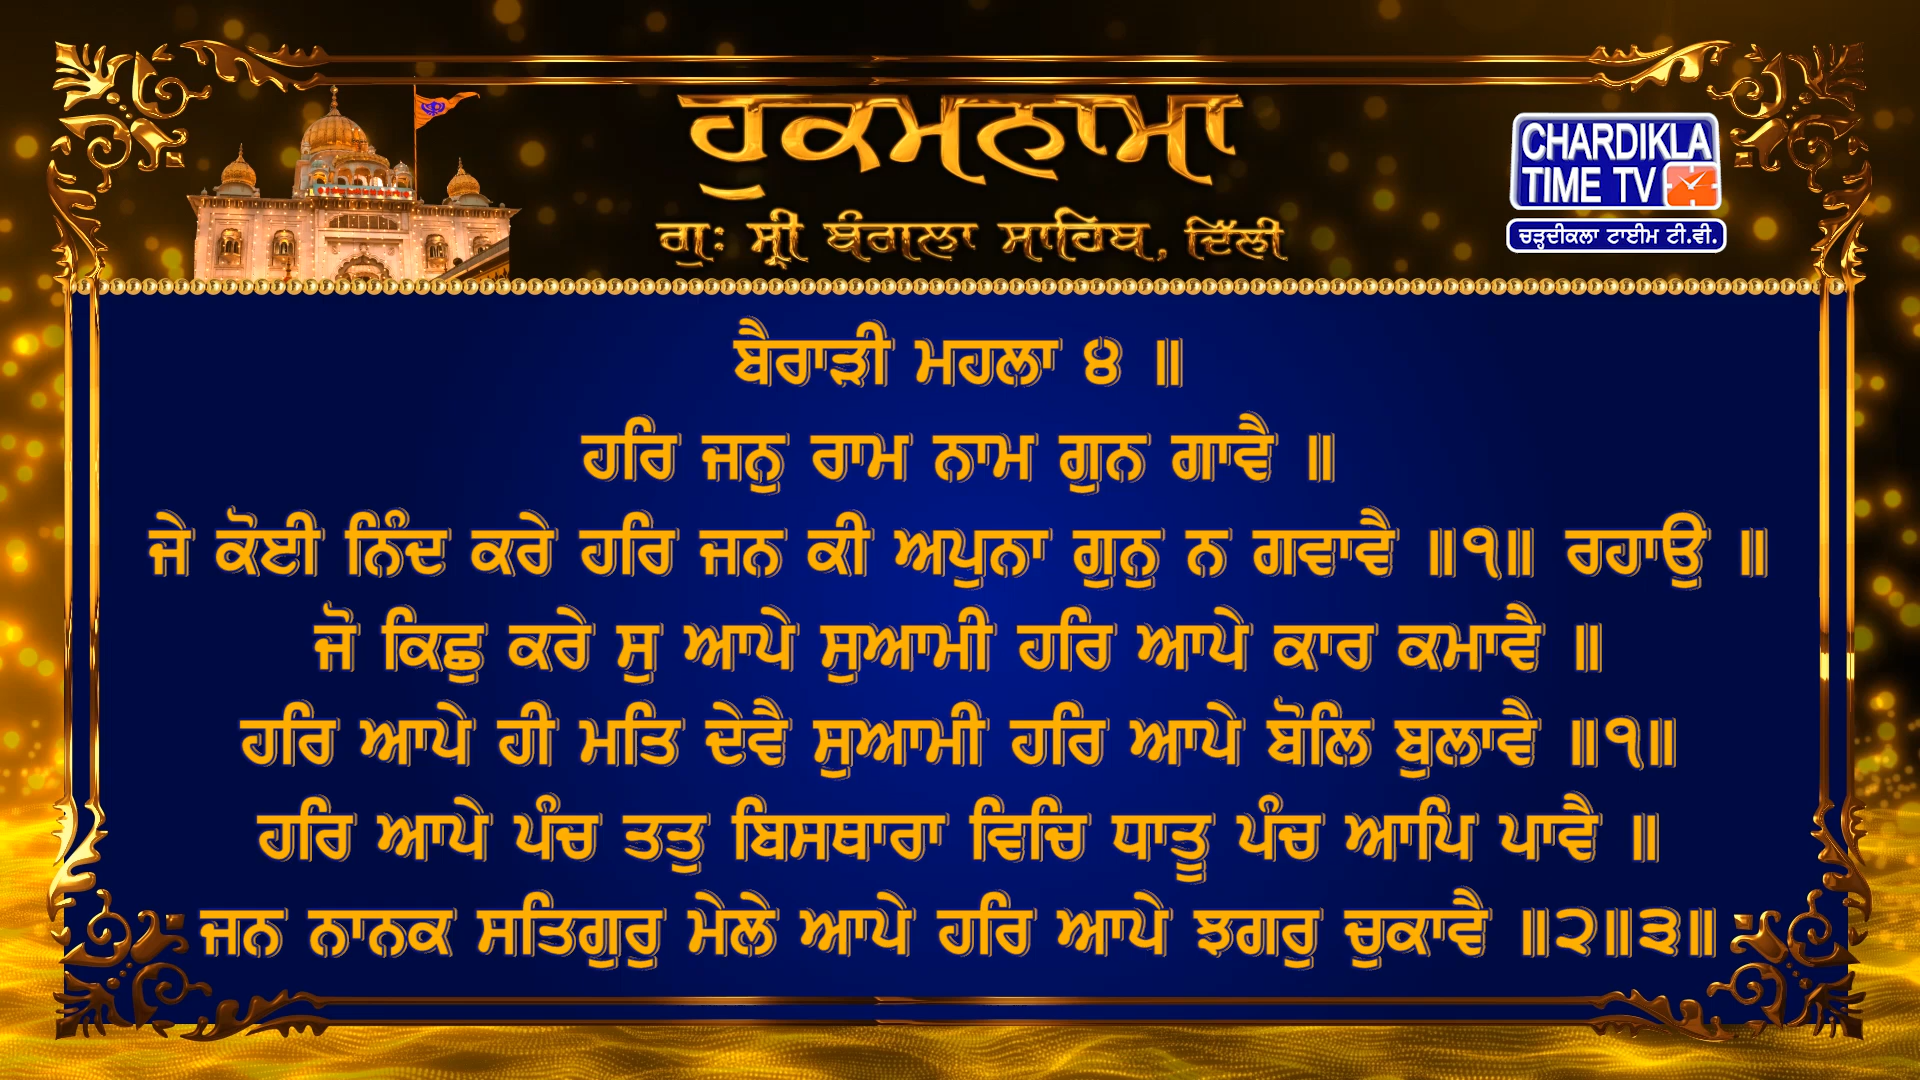 ਹੁਕਮਨਾਮਾ
ਗੁਃ ਸ੍ਰੀ ਬੰਗਲਾ ਸਾਹਿਬ, ਦਿੱਲੀ
CHARDIKLA
TIME TV
ਚੜ੍ਹਦੀਕਲਾ ਟਾਈਮ ਟੀ.ਵੀ.
ਬੈਰਾੜੀ ਮਹਲਾ ੪ ॥
ਹਰਿ ਜਨੁ ਰਾਮ ਨਾਮ ਗੁਨ ਗਾਵੈ ॥
ਜੇ ਕੋਈ ਨਿੰਦ ਕਰੇ ਹਰਿ ਜਨ ਕੀ ਅਪੁਨਾ ਗੁਨੁ ਨ ਗਵਾਵੈ ॥੧॥ ਰਹਾਉ ॥
ਜੋ ਕਿਛੁ ਕਰੇ ਸੁ ਆਪੇ ਸੁਆਮੀ ਹਰਿ ਆਪੇ ਕਾਰ ਕਮਾਵੈ ॥
ਹਰਿ ਆਪੇ ਹੀ ਮਤਿ ਦੇਵੈ ਸੁਆਮੀ ਹਰਿ ਆਪੇ ਬੋਲਿ ਬੁਲਾਵੈ ॥੧॥
ਹਰਿ ਆਪੇ ਪੰਚ ਤਤੁ ਬਿਸਥਾਰਾ ਵਿਚਿ ਧਾਤੂ ਪੰਚ ਆਪਿ ਪਾਵੈ ॥
ਜਨ ਨਾਨਕ ਸਤਿਗੁਰੁ ਮੇਲੇ ਆਪੇ ਹਰਿ ਆਪੇ ਝਗਰੁ ਚੁਕਾਵੈ ॥੨॥੩॥